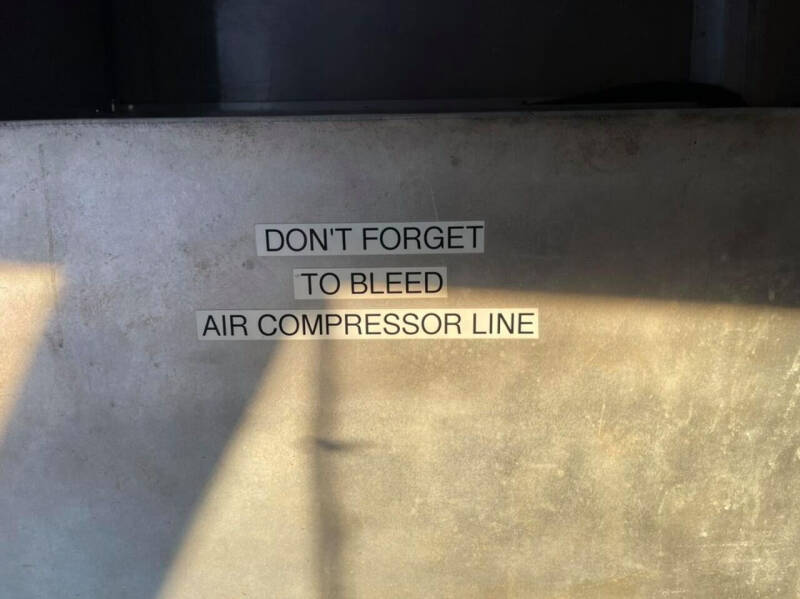 DON'T FORGET
TO BLEED
AIR COMPRESSOR LINE